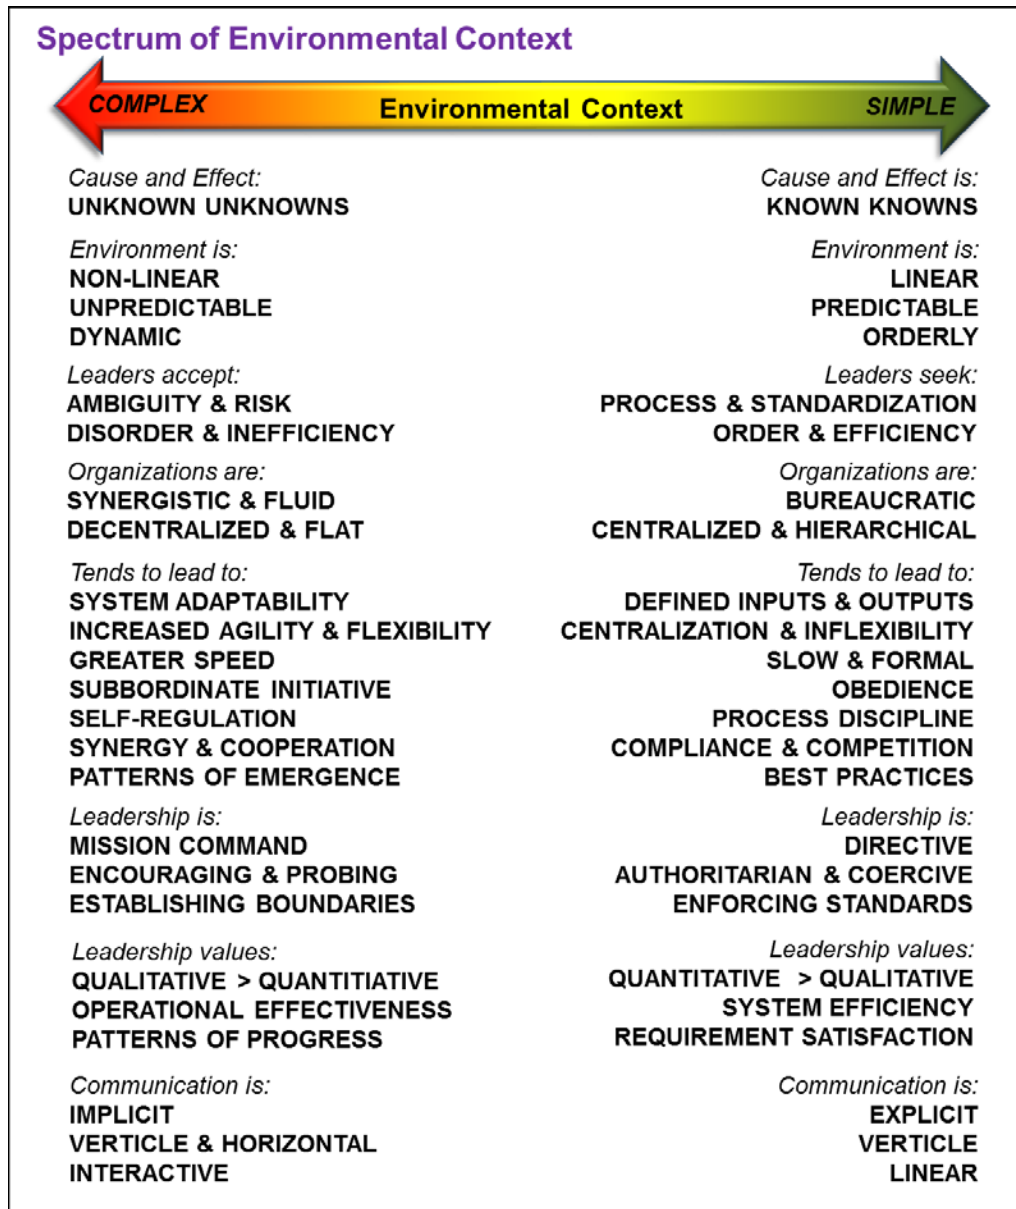 Spectrum of Environmental Context
COMPLEX Environmental Context SIMPLE
Cause and Effect: Cause and Effect is:
UNKNOWN UNKNOWNS KNOWN KNOWNS
Environment is: Environment is:
NON-LINEAR LINEAR
UNPREDICTABLE PREDICTABLE
DYNAMIC ORDERLY
Leaders accept: Leaders seek:
AMBIGUITY & RISK PROCESS & STANDARDIZATION
DISORDER & INEFFICIENCY ORDER & EFFICIENCY
Organizations are: Organizations are:
SYNERGISTIC & FLUID BUREAUCRATIC
DECENTRALIZED & FLAT CENTRALIZED & HIERARCHICAL
Tends to lead to: Tends to lead to:
SYSTEM ADAPTABILITY DEFINED INPUTS & OUTPUTS
INCREASED AGILITY & FLEXIBILITY CENTRALIZATION & INFLEXIBILITY
GREATER SPEED SLOW & FORMAL
SUBBORDINATE INITIATIVE OBEDIENCE
SELF-REGULATION PROCESS DISCIPLINE
SYNERGY & COOPERATION COMPLIANCE & COMPETITION
PATTERNS OF EMERGENCE BEST PRACTICES
Leadership is: Leadership is:
MISSION COMMAND DIRECTIVE
ENCOURAGING & PROBING AUTHORITARIAN & COERCIVE
ESTABLISHING BOUNDARIES ENFORCING STANDARDS
Leadership values: Leadership values:
QUALITATIVE > QUANTITIATIVE QUANTITATIVE > QUALITATIVE
OPERATIONAL EFFECTIVENESS SYSTEM EFFICIENCY
PATTERNS OF PROGRESS REQUIREMENT SATISFACTION
Communication is: Communication is:
IMPLICIT EXPLICIT
VERTICLE & HORIZONTAL VERTICLE
INTERACTIVE LINEAR